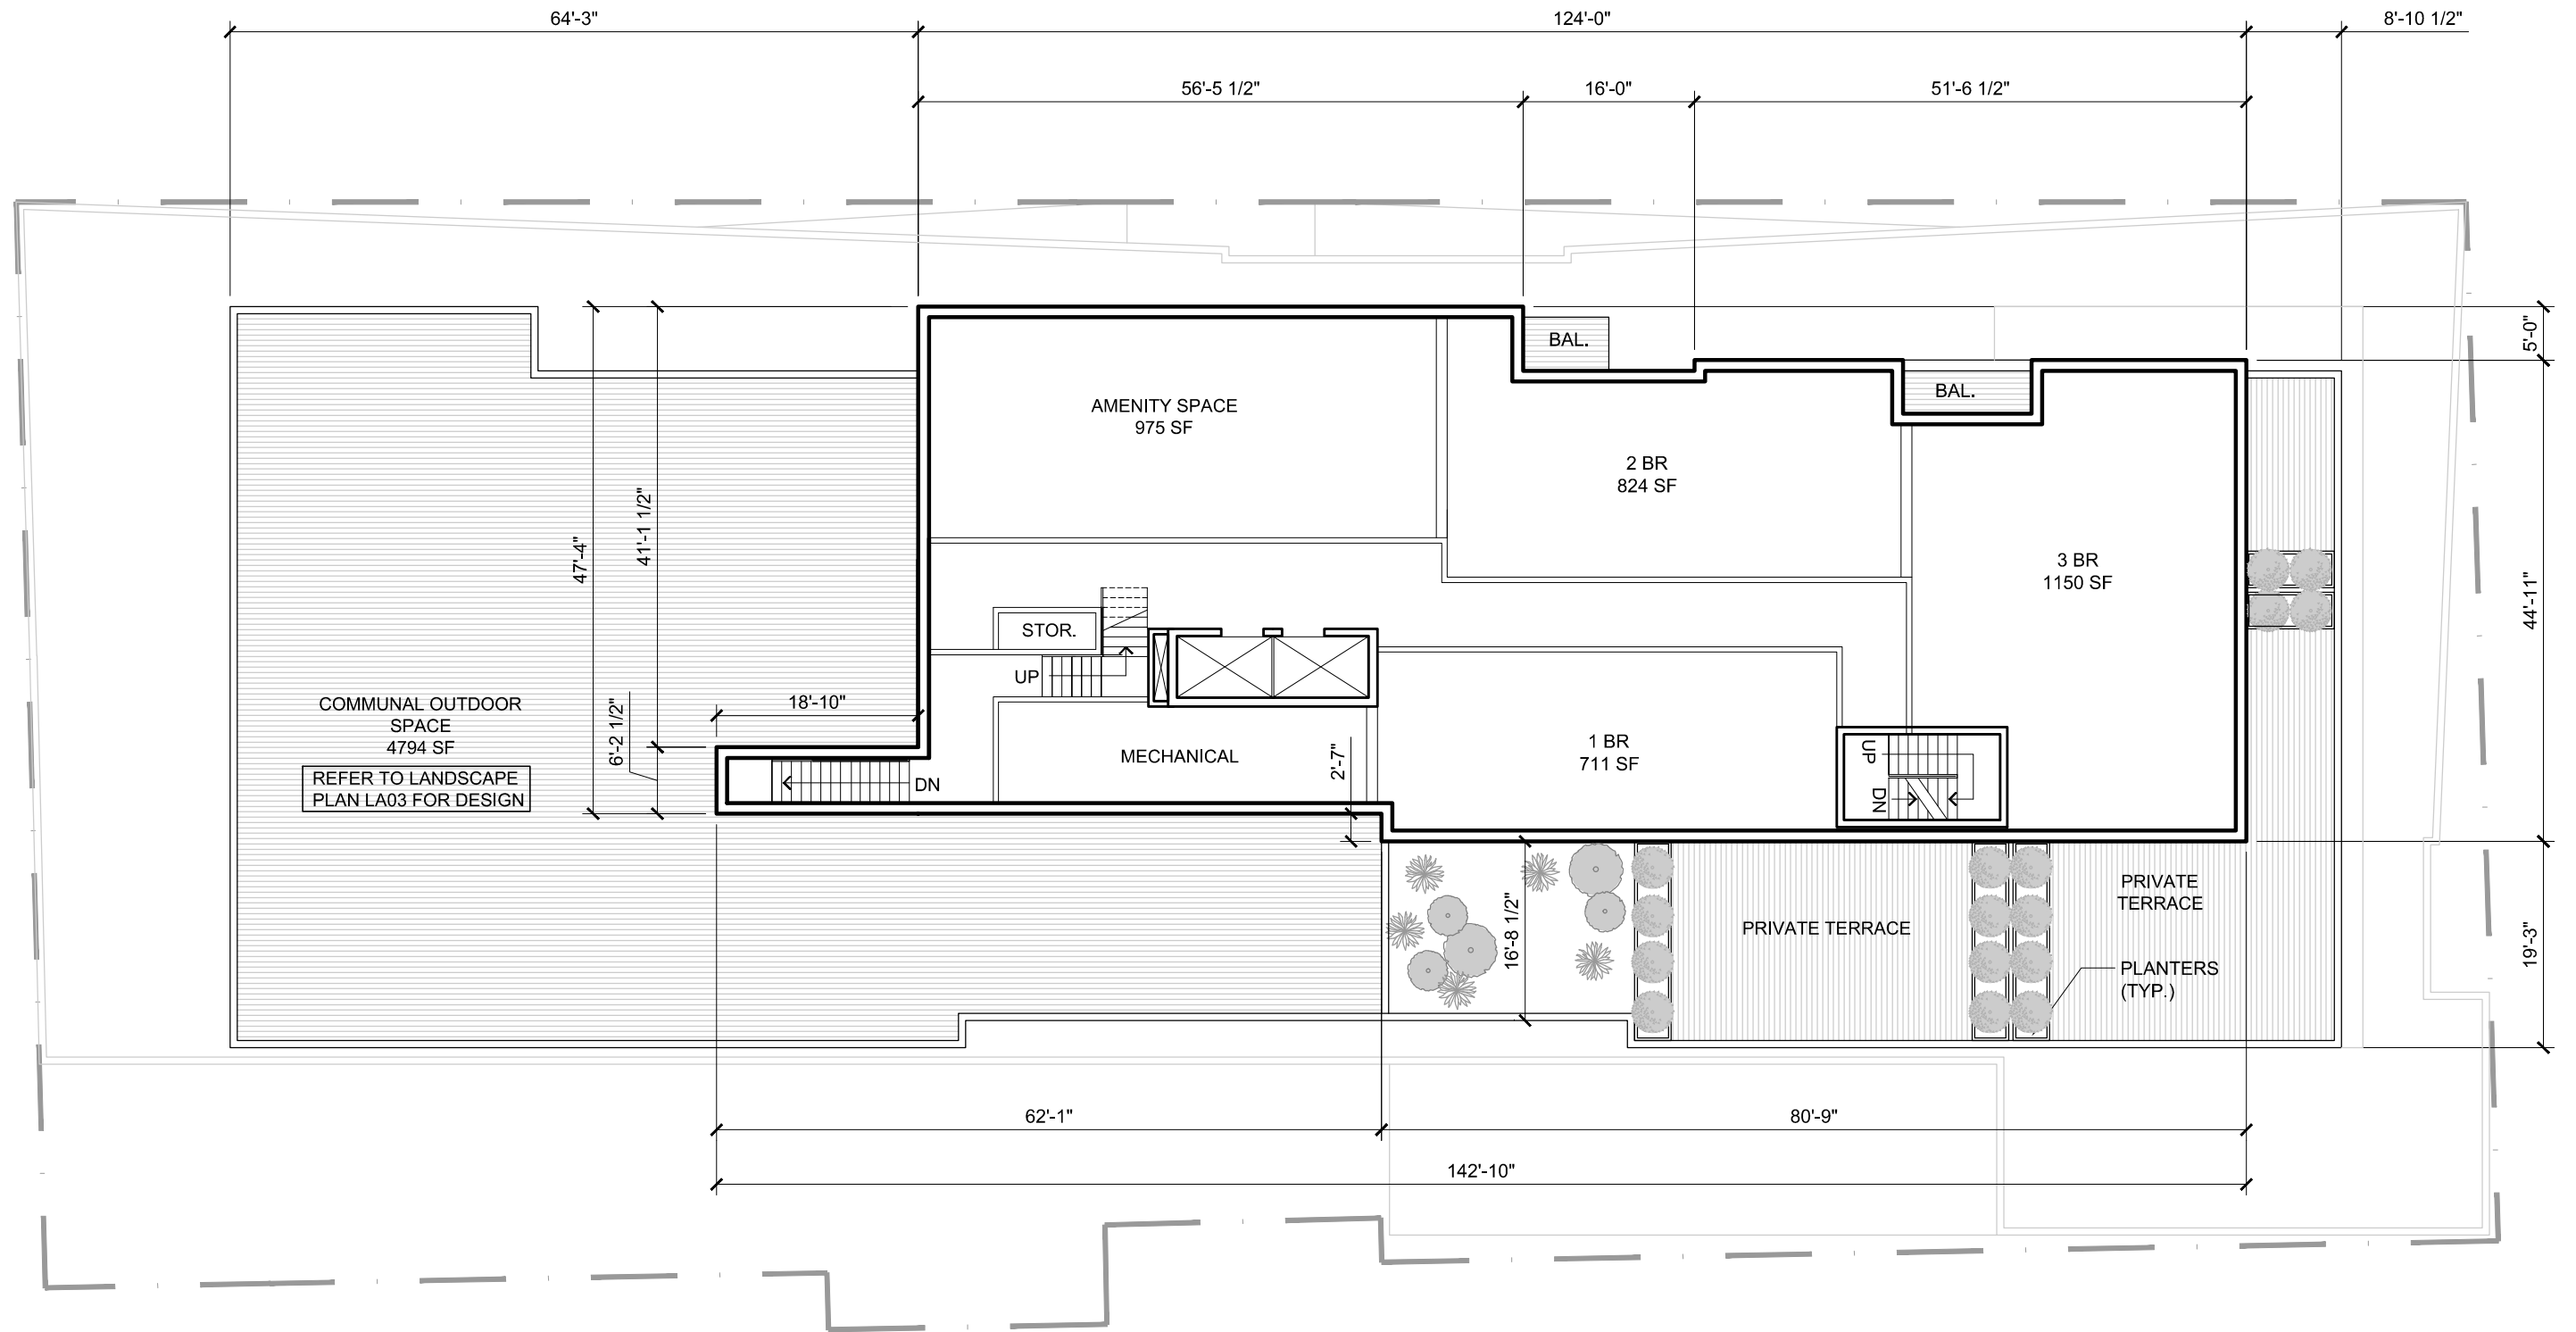 64'-3"
124'-0"
8'-10 1/2"
56'-5 1/2"
16'-0"
51'-6 1/2"
BAL.
5'-0"
BAL.
AMENITY SPACE
975 SF
2 BR
824 SF
41'-1 1/2"
47'-4"
3 BR
1150 SF
44'-11"
STOR.
UP
COMMUNAL OUTDOOR
SPACE
4794 SF
REFER TO LANDSCAPE
PLAN LA03 FOR DESIGN
6'-2 1/2"
18'-10"
DN
MECHANICAL
2'-7"
1 BR
711 SF
UP
DN
16'-8 1/2"
PRIVATE TERRACE
PRIVATE
TERRACE
PLANTERS
(TYP.)
19'-3"
62'-1"
80'-9"
142'-10"